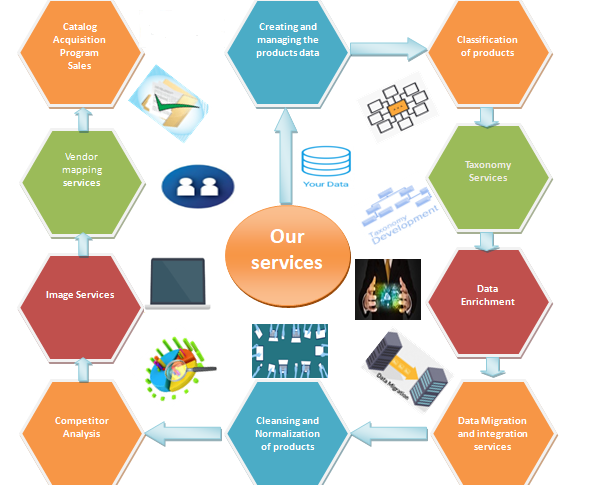 Catalog
Acquisition
Program
Sales
Creating and
managing the
products data
Classification
of products
Vendor
mapping
services
Your Data
Taxonomy
Services
Taxonomy
Development
Our
services
Image Services
Data
Enrichment
Data Migration
Competitor
Analysis
Cleansing and
Normalization
of products
Data Migration
and integration
services